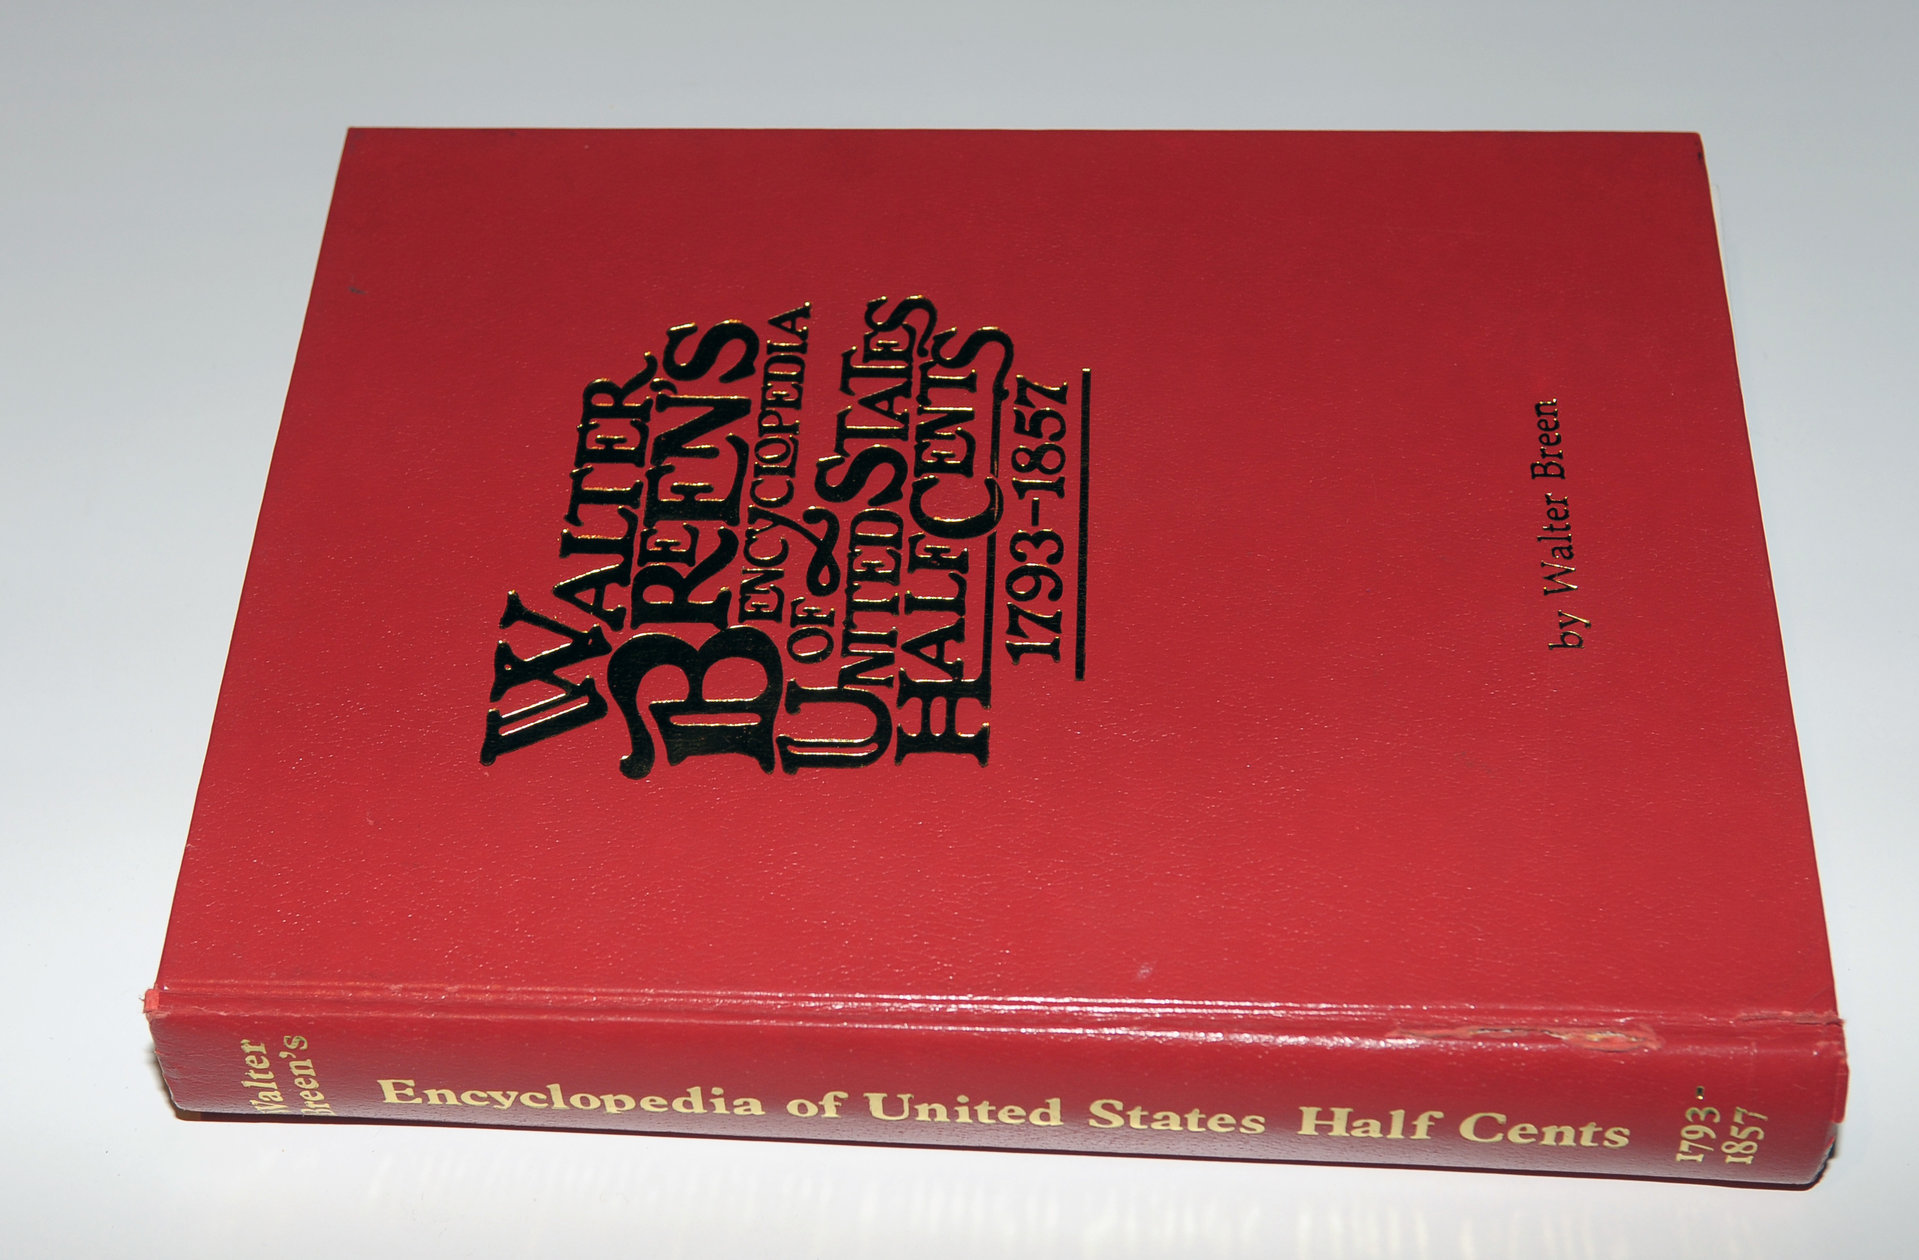 WALTER
BREEN'S
ENCYCLOPEDIA
OF
UNITED STATES
HALF CENTS
1793-1857
by Walter Breen
Walter
Breen's
Encyclopedia of United States Half Cents
1793-
1857